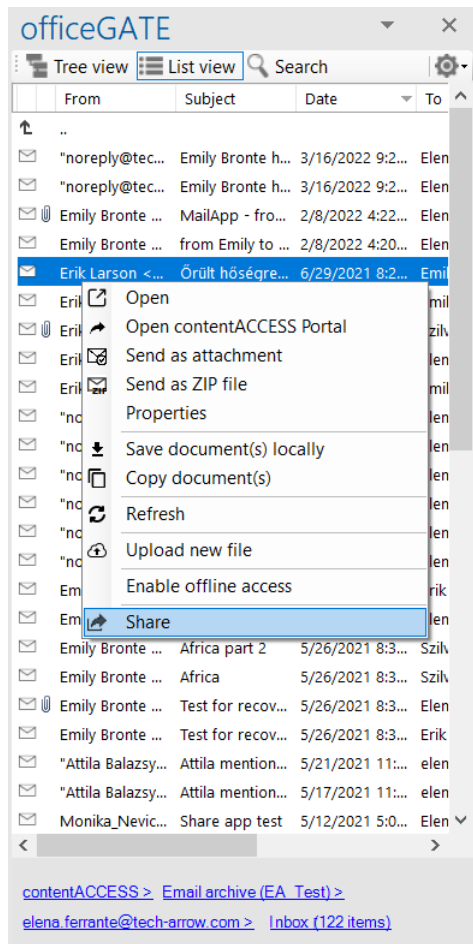 officeGATE
Tree view List view Search
From Subject Date To
..
"noreply@tec... Emily Bronte h... 3/16/2022 9:2... Elen
"noreply@tec... Emily Bronte h... 3/16/2022 9:2... Elen
Emily Bronte ... MailApp - fro... 2/8/2022 4:22... Elen
Emily Bronte ... from Emily to ... 2/8/2022 4:20... Elen
Erik Larson <... Őrült hőségre... 6/29/2021 8:2... Emil
Open
Open contentACCESS Portal
Send as attachment
Send as ZIP file
Properties
Save document(s) locally
Copy document(s)
Refresh
Upload new file
Enable offline access
Share
Emily Bronte ... Africa part 2 5/26/2021 8:3... Szilv
Emily Bronte ... Africa 5/26/2021 8:3... Szilv
Emily Bronte ... Test for recov... 5/26/2021 8:3... Elen
Emily Bronte ... Test for recov... 5/26/2021 8:3... Erik
"Attila Balazsy... Attila mention... 5/21/2021 11:... elen
"Attila Balazsy... Attila mention... 5/17/2021 11:... elen
Monika_Nevic... Share app test 5/12/2021 5:0... Elen
contentACCESS > Email archive (EA_Test) >
elena.ferrante@tech-arrow.com > Inbox (122 items)